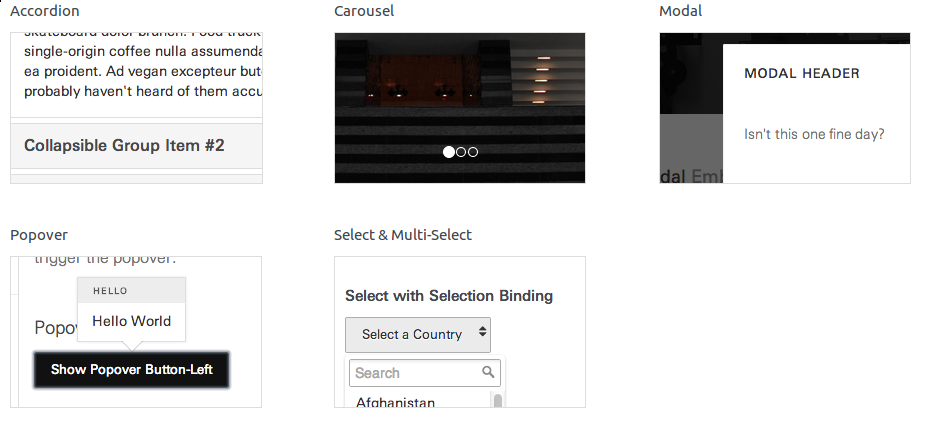 Accordion
skateboard dolor brunch. Food truck
single-origin coffee nulla assumenda
ea proident. Ad vegan excepteur but
probably haven't heard of them accu
Collapsible Group Item #2
Carousel
Modal
MODAL HEADER
Isn't this one fine day?
dal Emb
Popover
trigger the popover.
HELLO
Popov
Hello World
Show Popover Button-Left
Select & Multi-Select
Select with Selection Binding
Select a Country
Search
Afghanistan